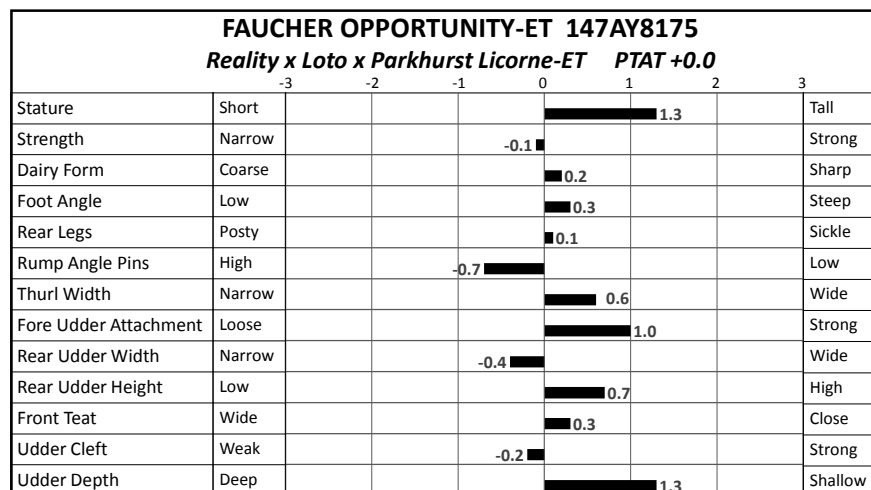 FAUCHER OPPORTUNITY-ET 147AY8175
Reality x Loto x Parkhurst Licorne-ET PTAT +0.0
-3 -2 -1 0 1 2 3
Stature Short 1.3 Tall
Strength Narrow -0.1 Strong
Dairy Form Coarse 0.2 Sharp
Foot Angle Low 0.3 Steep
Rear Legs Posty 0.1 Sickle
Rump Angle Pins High -0.7 Low
Thurl Width Narrow 0.6 Wide
Fore Udder Attachment Loose 1.0 Strong
Rear Udder Width Narrow -0.4 Wide
Rear Udder Height Low 0.7 High
Front Teat Wide 0.3 Close
Udder Cleft Weak -0.2 Strong
Udder Depth Deep 1.3 Shallow